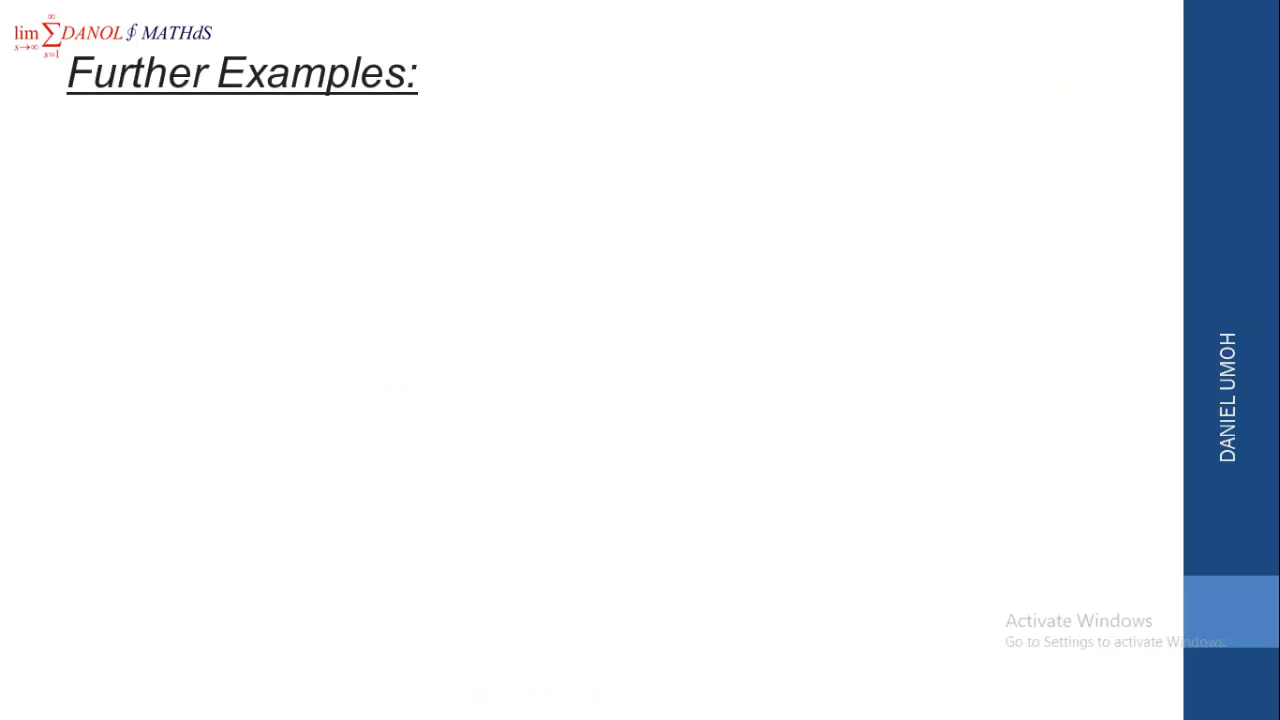 lim ∑ DANOL ∮ MATHdS
s→∞ s=1 ∞
Further Examples:
DANIEL UMOH
Activate Windows
Go to Settings to activate Windows.